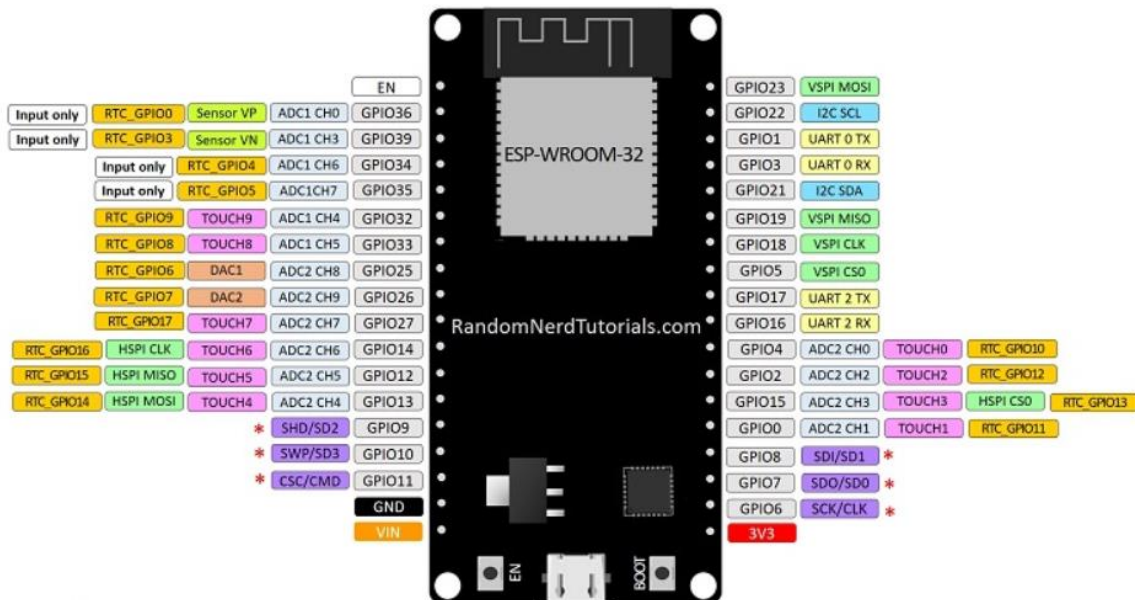 EN
Input only RTC_GPIO0 Sensor VP ADC1 CH0 GPIO36
Input only RTC_GPIO3 Sensor VN ADC1 CH3 GPIO39
Input only RTC_GPIO4 ADC1 CH6 GPIO34
Input only RTC_GPIO5 ADC1CH7 GPIO35
RTC_GPIO9 TOUCH9 ADC1 CH4 GPIO32
RTC_GPIO8 TOUCH8 ADC1 CH5 GPIO33
RTC_GPIO6 DAC1 ADC2 CH8 GPIO25
RTC_GPIO7 DAC2 ADC2 CH9 GPIO26
RTC_GPIO17 TOUCH7 ADC2 CH7 GPIO27
RTC_GPIO16 HSPI CLK TOUCH6 ADC2 CH6 GPIO14
RTC_GPIO15 HSPI MISO TOUCH5 ADC2 CH5 GPIO12
RTC_GPIO14 HSPI MOSI TOUCH4 ADC2 CH4 GPIO13
* SHD/SD2 GPIO9
* SWP/SD3 GPIO10
* CSC/CMD GPIO11
GND
VIN
ESP-WROOM-32
RandomNerdTutorials.com
EN
BOOT
GPIO23 VSPI MOSI
GPIO22 I2C SCL
GPIO1 UART 0 TX
GPIO3 UART 0 RX
GPIO21 I2C SDA
GPIO19 VSPI MISO
GPIO18 VSPI CLK
GPIO5 VSPI CS0
GPIO17 UART 2 TX
GPIO16 UART 2 RX
GPIO4 ADC2 CH0 TOUCH0 RTC_GPIO10
GPIO2 ADC2 CH2 TOUCH2 RTC_GPIO12
GPIO15 ADC2 CH3 TOUCH3 HSPI CS0 RTC_GPIO13
GPIO0 ADC2 CH1 TOUCH1 RTC_GPIO11
GPIO8 SDI/SD1 *
GPIO7 SDO/SD0 *
GPIO6 SCK/CLK *
3V3